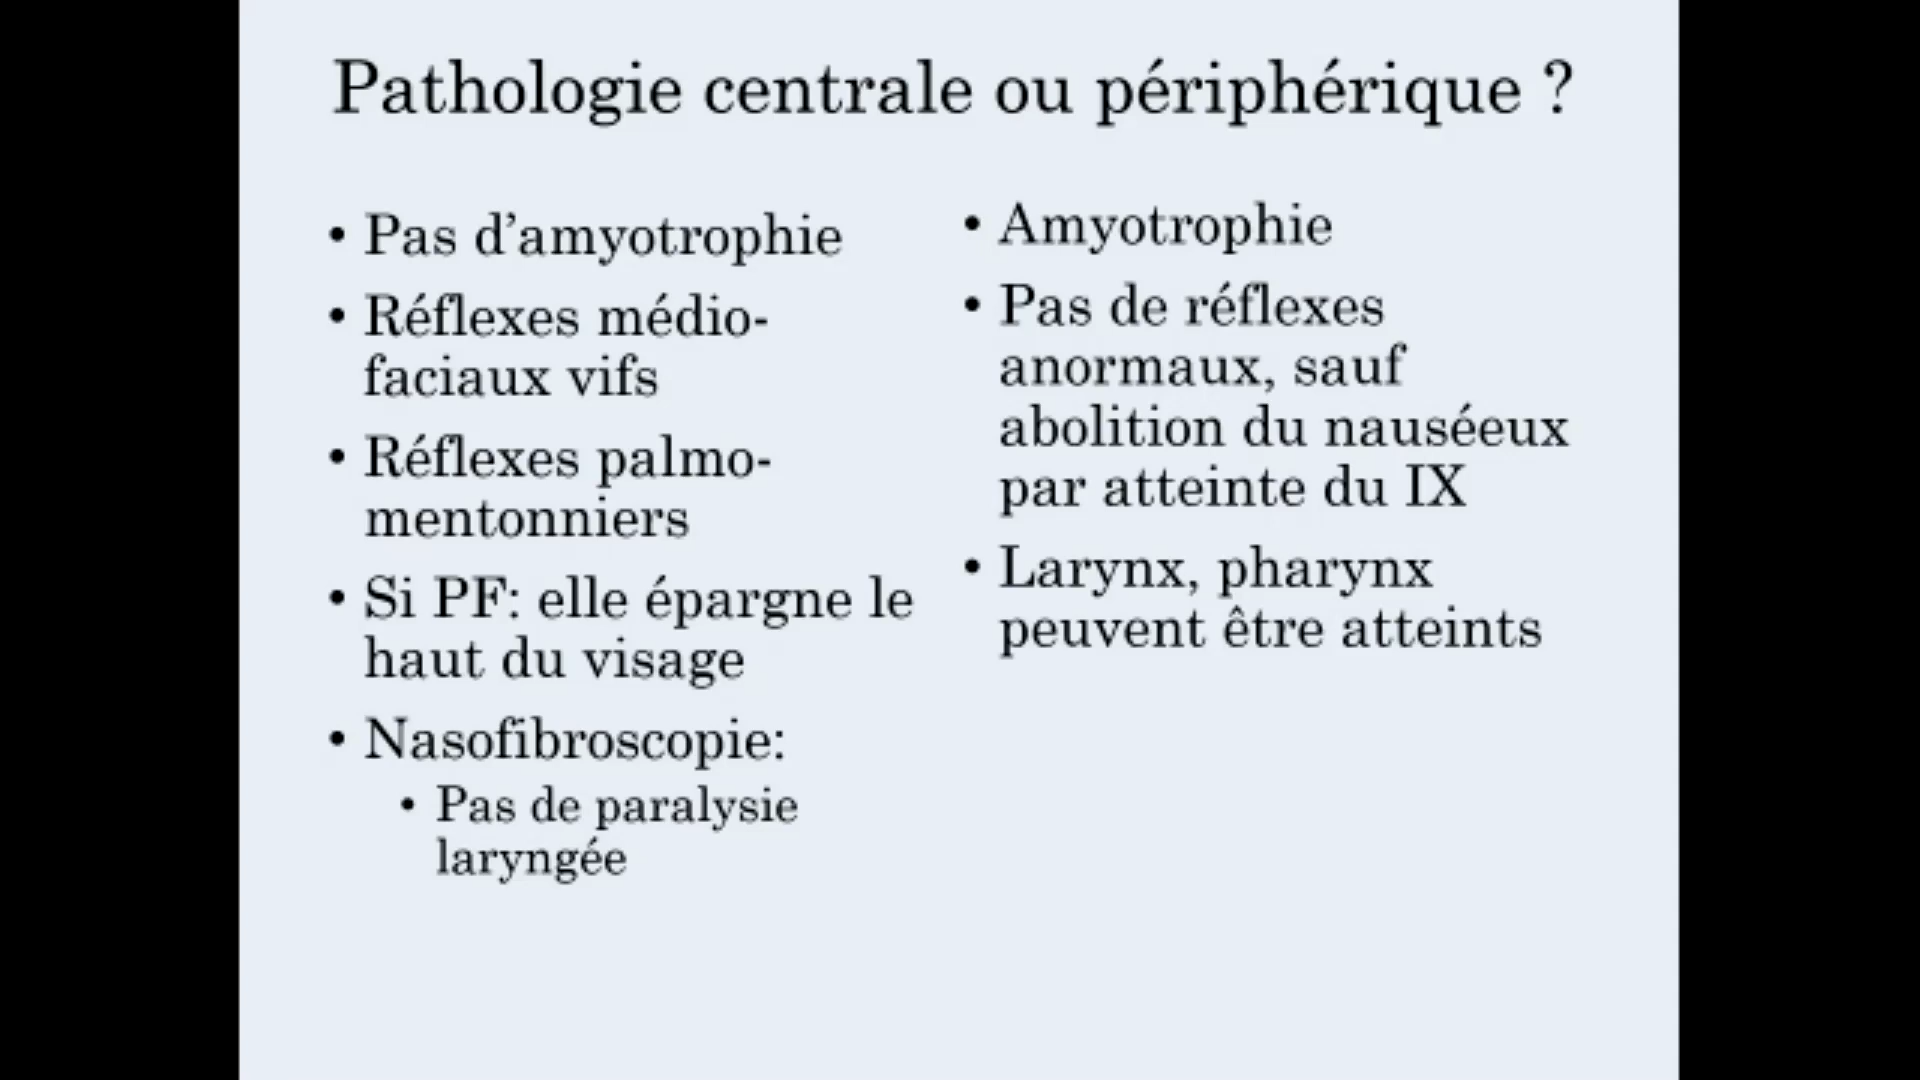 Pathologie centrale ou périphérique ?
• Pas d’amyotrophie
• Réflexes médio-
faciaux vifs
• Réflexes palmo-
mentonniers
• Si PF: elle épargne le
haut du visage
• Nasofibroscopie:
• Pas de paralysie
laryngée
• Amyotrophie
• Pas de réflexes
anormaux, sauf
abolition du nauséeux
par atteinte du IX
• Larynx, pharynx
peuvent être atteints